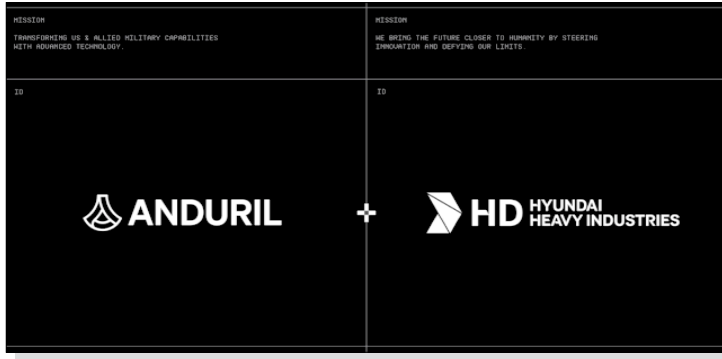 MISSION
TRANSFORMING US & ALLIED MILITARY CAPABILITIES
WITH ADVANCED TECHNOLOGY.
ID
ANDURIL
MISSION
WE BRING THE FUTURE CLOSER TO HUMANITY BY STEERING
INNOVATION AND DEFYING OUR LIMITS.
ID
HD HYUNDAI
HEAVY INDUSTRIES